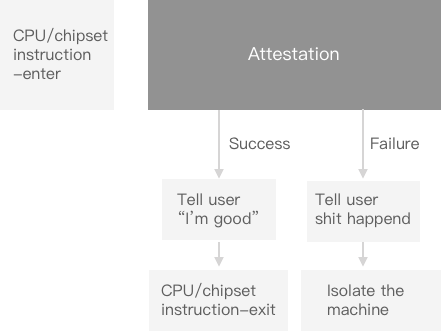 CPU/chipset
instruction
-enter
Attestation
Success
Failure
Tell user
“I’m good”
Tell user
shit happend
CPU/chipset
instruction-exit
Isolate the
machine